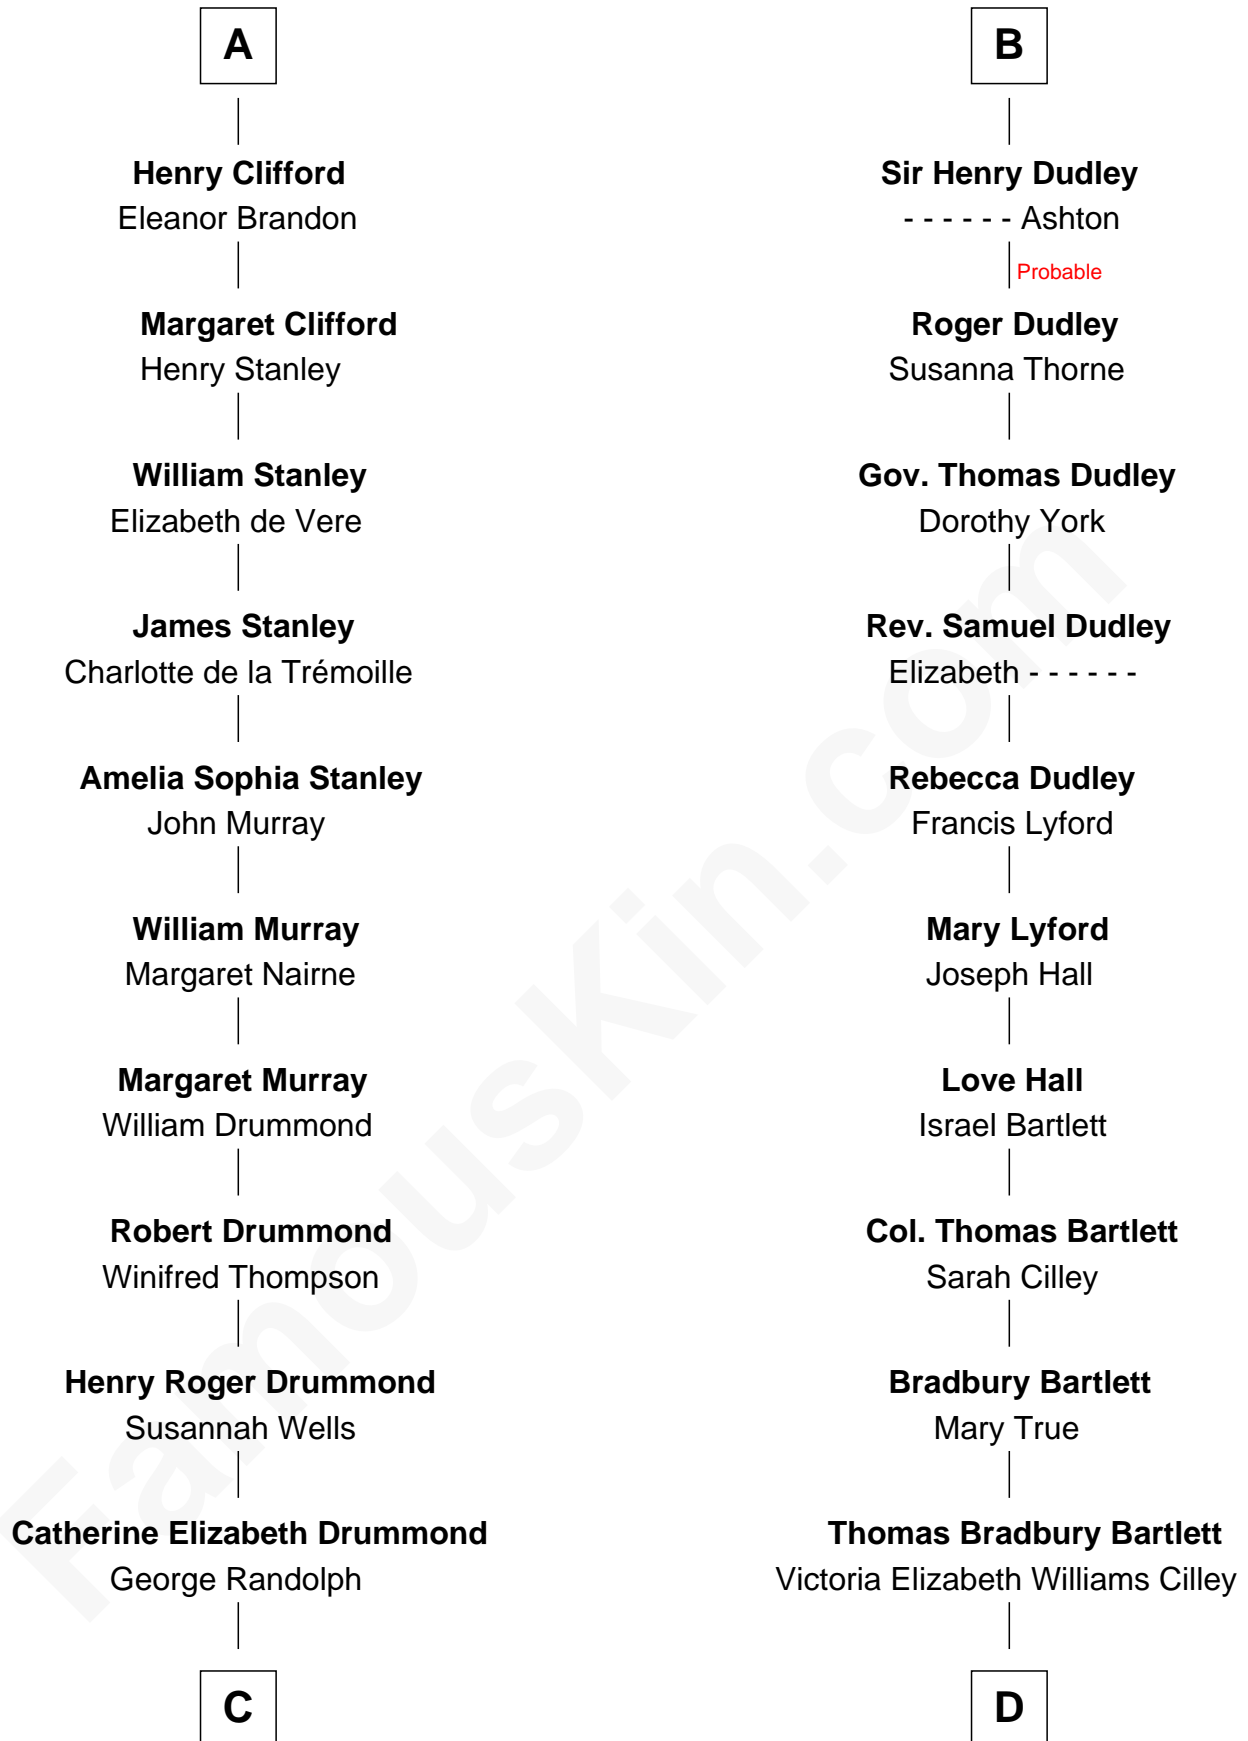 A
Henry Clifford
Eleanor Brandon
Margaret Clifford
Henry Stanley
William Stanley
Elizabeth de Vere
James Stanley
Charlotte de la Trémoille
Amelia Sophia Stanley
John Murray
William Murray
Margaret Nairne
Margaret Murray
William Drummond
Robert Drummond
Winifred Thompson
Henry Roger Drummond
Susannah Wells
Catherine Elizabeth Drummond
George Randolph
C
B
Sir Henry Dudley
- - - - - - Ashton
Probable
Roger Dudley
Susanna Thorne
Gov. Thomas Dudley
Dorothy York
Rev. Samuel Dudley
Elizabeth - - - - - -
Rebecca Dudley
Francis Lyford
Mary Lyford
Joseph Hall
Love Hall
Israel Bartlett
Col. Thomas Bartlett
Sarah Cilley
Bradbury Bartlett
Mary True
Thomas Bradbury Bartlett
Victoria Elizabeth Williams Cilley
D
FamousKin.com